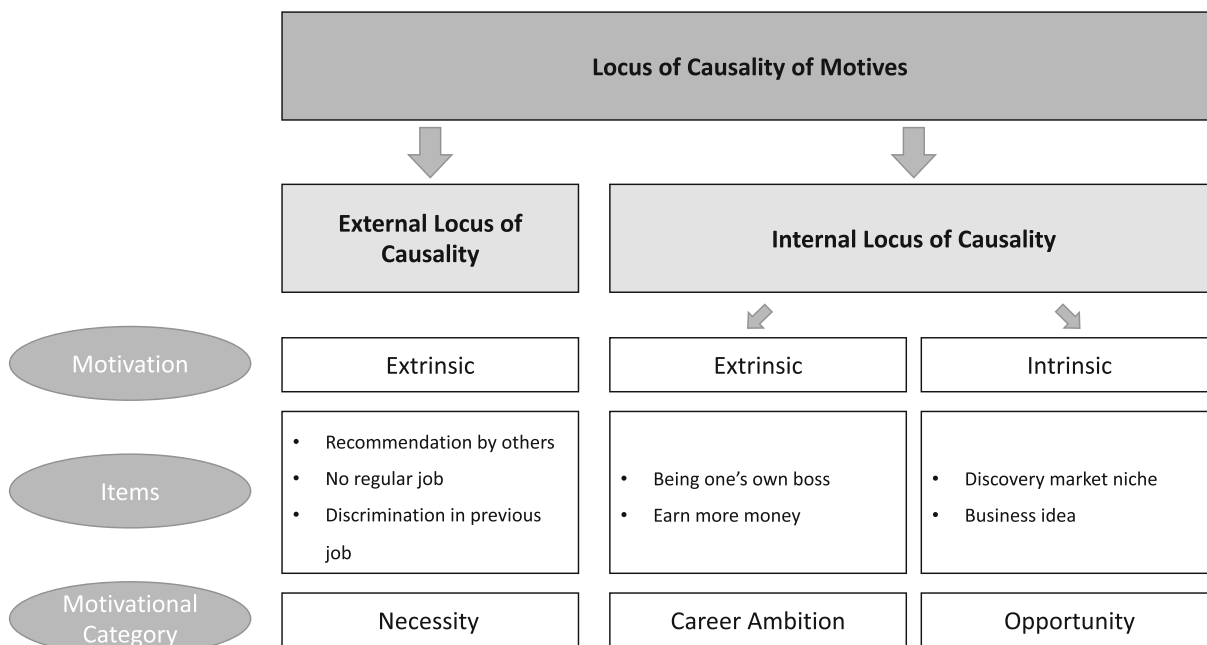 Locus of Causality of Motives
External Locus of
Causality
Internal Locus of Causality
Motivation
Extrinsic
Extrinsic
Intrinsic
Items
• Recommendation by others
• No regular job
• Discrimination in previous
job
• Being one’s own boss
• Earn more money
• Discovery market niche
• Business idea
Motivational
Category
Necessity
Career Ambition
Opportunity